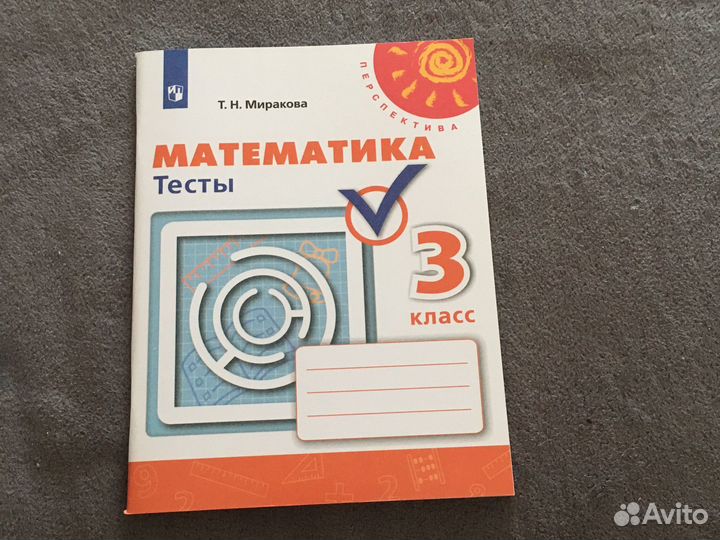 ПЕРСПЕКТИВА
Т. Н. Миракова
МАТЕМАТИКА
Тесты
3
класс
Avito